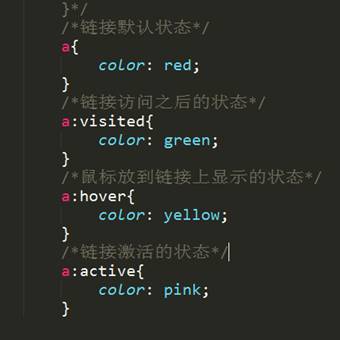 }*/
/*链接默认状态*/
a{
color: red;
}
/*链接访问之后的状态*/
a:visited{
color: green;
}
/*鼠标放到链接上显示的状态*/
a:hover{
color: yellow;
}
/*链接激活的状态*/
a:active{
color: pink;
}